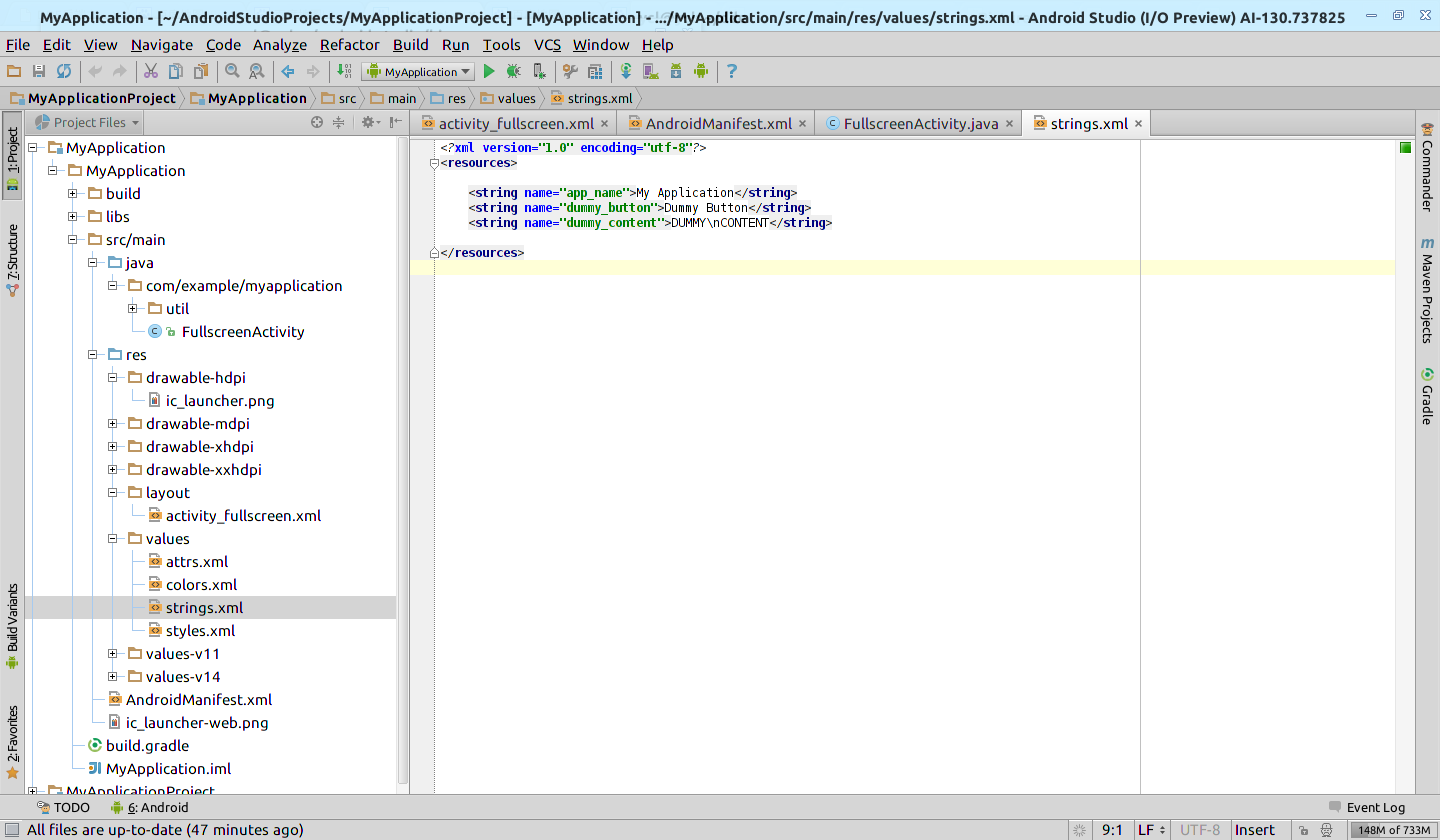 MyApplication - [~/AndroidStudioProjects/MyApplicationProject] - [MyApplication] - .../MyApplication/src/main/res/values/strings.xml - Android Studio (I/O Preview) AI-130.737825
File Edit View Navigate Code Analyze Refactor Build Run Tools VCS Window Help
MyApplication
MyApplicationProject MyApplication src main res values strings.xml
Project Files
activity_fullscreen.xml AndroidManifest.xml FullscreenActivity.java strings.xml
1: Project
7: Structure
Build Variants
2: Favorites
MyApplication
MyApplication
build
libs
src/main
java
com/example/myapplication
util
FullscreenActivity
res
drawable-hdpi
ic_launcher.png
drawable-mdpi
drawable-xhdpi
drawable-xxhdpi
layout
activity_fullscreen.xml
values
attrs.xml
colors.xml
strings.xml
styles.xml
values-v11
values-v14
AndroidManifest.xml
ic_launcher-web.png
build.gradle
MyApplication.iml
MyApplicationProject
<?xml version="1.0" encoding="utf-8"?>
<resources>
<string name="app_name">My Application</string>
<string name="dummy_button">Dummy Button</string>
<string name="dummy_content">DUMMY\nCONTENT</string>
</resources>
Commander
Maven Projects
Gradle
TODO 6: Android Event Log
All files are up-to-date (47 minutes ago) 9:1 LF UTF-8 Insert 148M of 733M